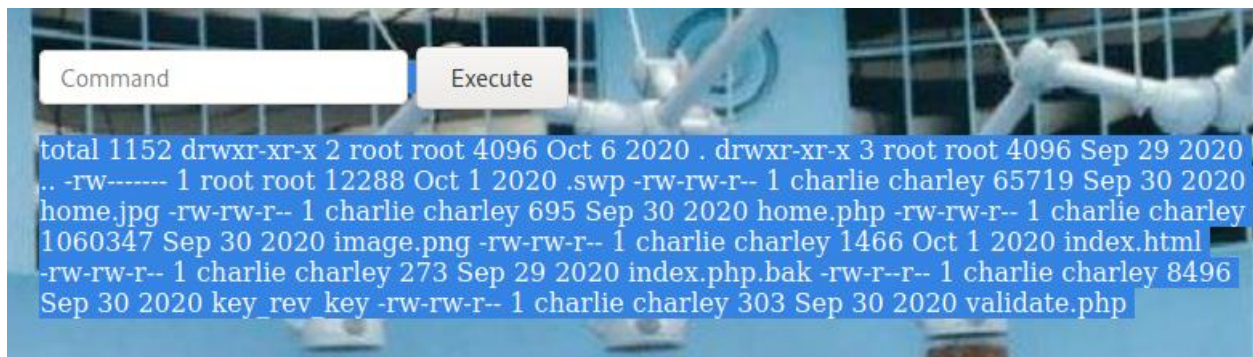 Command
Execute
total 1152 drwxr-xr-x 2 root root 4096 Oct 6 2020 . drwxr-xr-x 3 root root 4096 Sep 29 2020
.. -rw------- 1 root root 12288 Oct 1 2020 .swp -rw-rw-r-- 1 charlie charley 65719 Sep 30 2020
home.jpg -rw-rw-r-- 1 charlie charley 695 Sep 30 2020 home.php -rw-rw-r-- 1 charlie charley
1060347 Sep 30 2020 image.png -rw-rw-r-- 1 charlie charley 1466 Oct 1 2020 index.html
-rw-rw-r-- 1 charlie charley 273 Sep 29 2020 index.php.bak -rw-r--r-- 1 charlie charley 8496
Sep 30 2020 key_rev_key -rw-rw-r-- 1 charlie charley 303 Sep 30 2020 validate.php